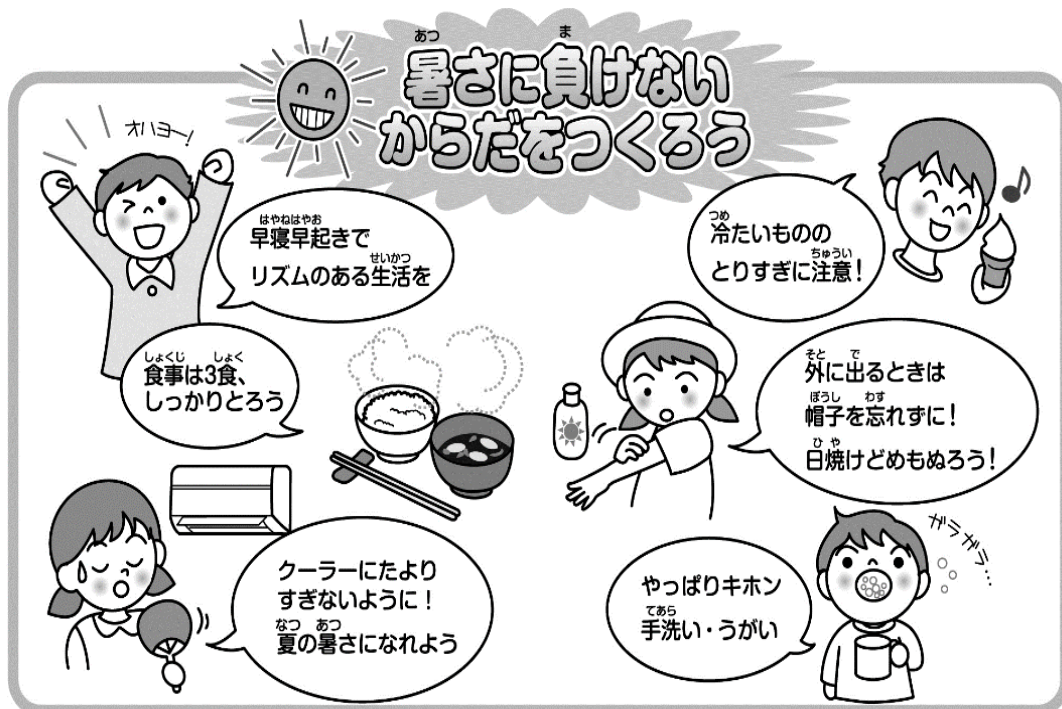 暑さに負けない
からだをつくろう
オハヨー!
早寝早起きで
リズムのある生活を
冷たいものの
とりすぎに注意!
食事は3食、
しっかりとろう
外に出るときは
帽子を忘れずに!
日焼けどめもぬろう!
クーラーにたより
すぎないように!
夏の暑さになれよう
やっぱりキホン
手洗い・うがい
ガラガラ…